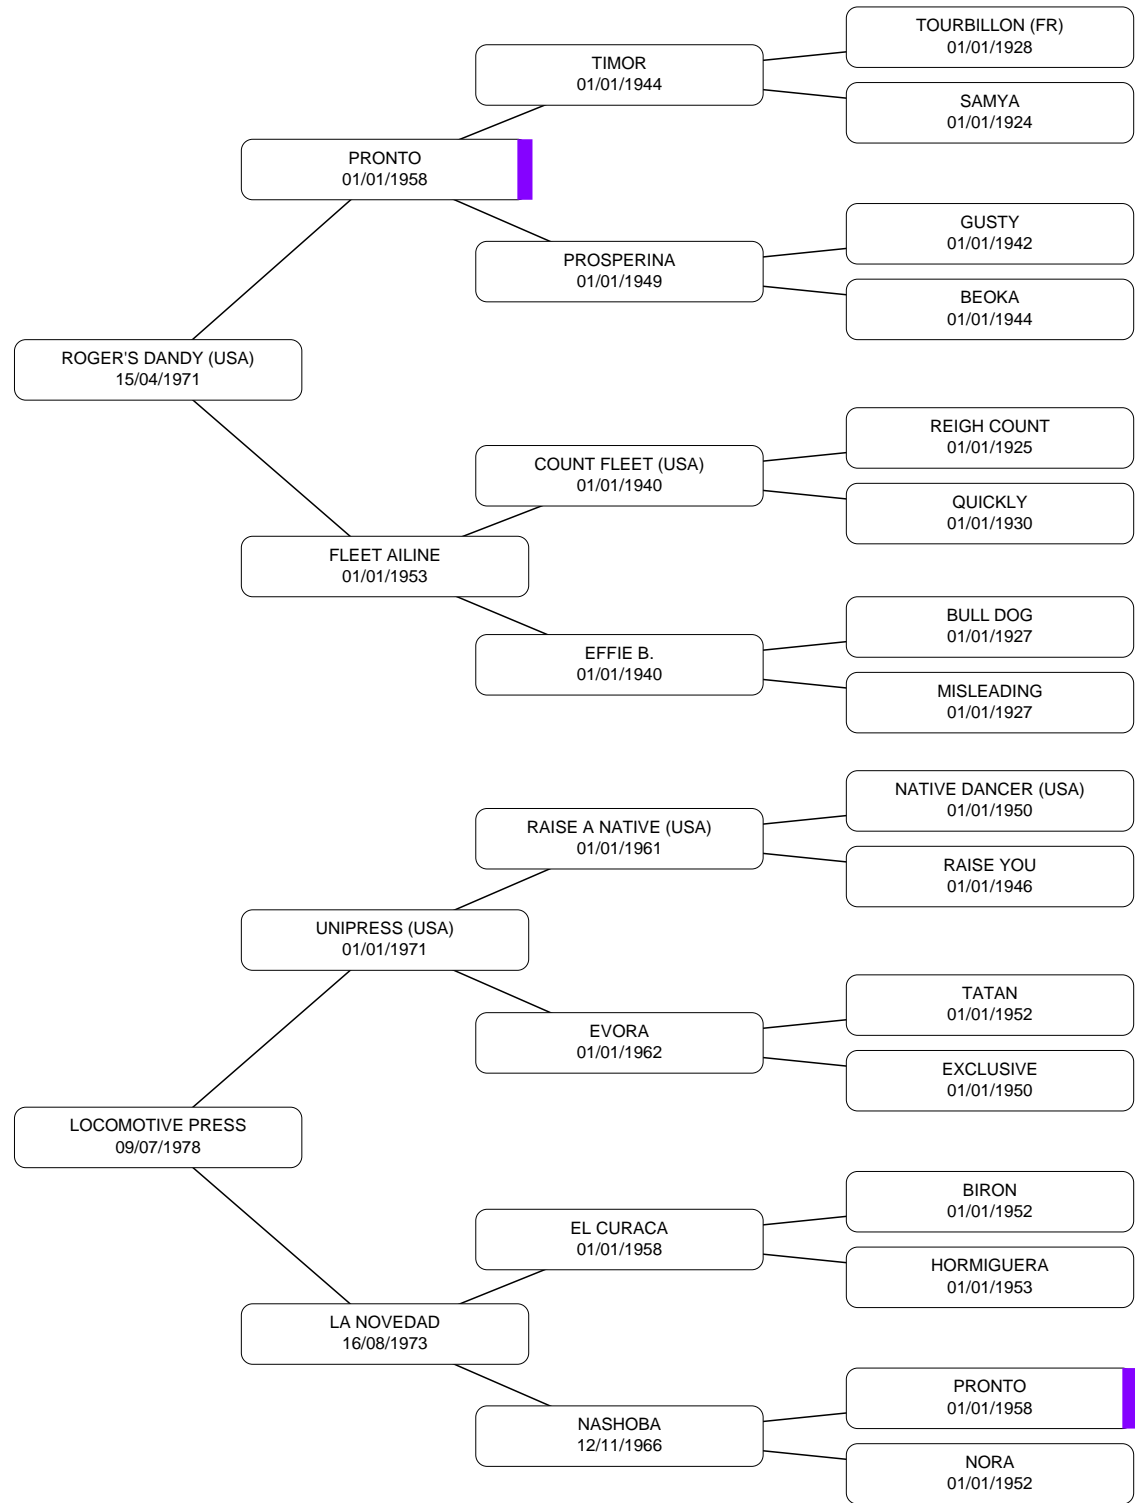 TOURBILLON (FR)
01/01/1928
TIMOR
01/01/1944
SAMYA
01/01/1924
PRONTO
01/01/1958
GUSTY
01/01/1942
PROSPERINA
01/01/1949
BEOKA
01/01/1944
ROGER'S DANDY (USA)
15/04/1971
REIGH COUNT
01/01/1925
COUNT FLEET (USA)
01/01/1940
QUICKLY
01/01/1930
FLEET AILINE
01/01/1953
BULL DOG
01/01/1927
EFFIE B.
01/01/1940
MISLEADING
01/01/1927
NATIVE DANCER (USA)
01/01/1950
RAISE A NATIVE (USA)
01/01/1961
RAISE YOU
01/01/1946
UNIPRESS (USA)
01/01/1971
TATAN
01/01/1952
EVORA
01/01/1962
EXCLUSIVE
01/01/1950
LOCOMOTIVE PRESS
09/07/1978
BIRON
01/01/1952
EL CURACA
01/01/1958
HORMIGUERA
01/01/1953
LA NOVEDAD
16/08/1973
PRONTO
01/01/1958
NASHOBA
12/11/1966
NORA
01/01/1952